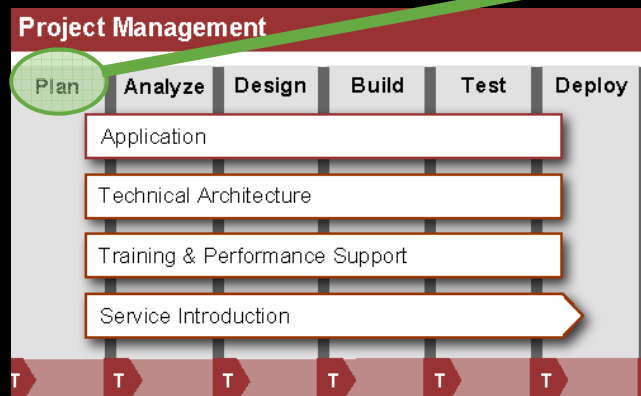 Project Management
Plan Analyze Design Build Test Deploy
Application
Technical Architecture
Training & Performance Support
Service Introduction
T T T T T T